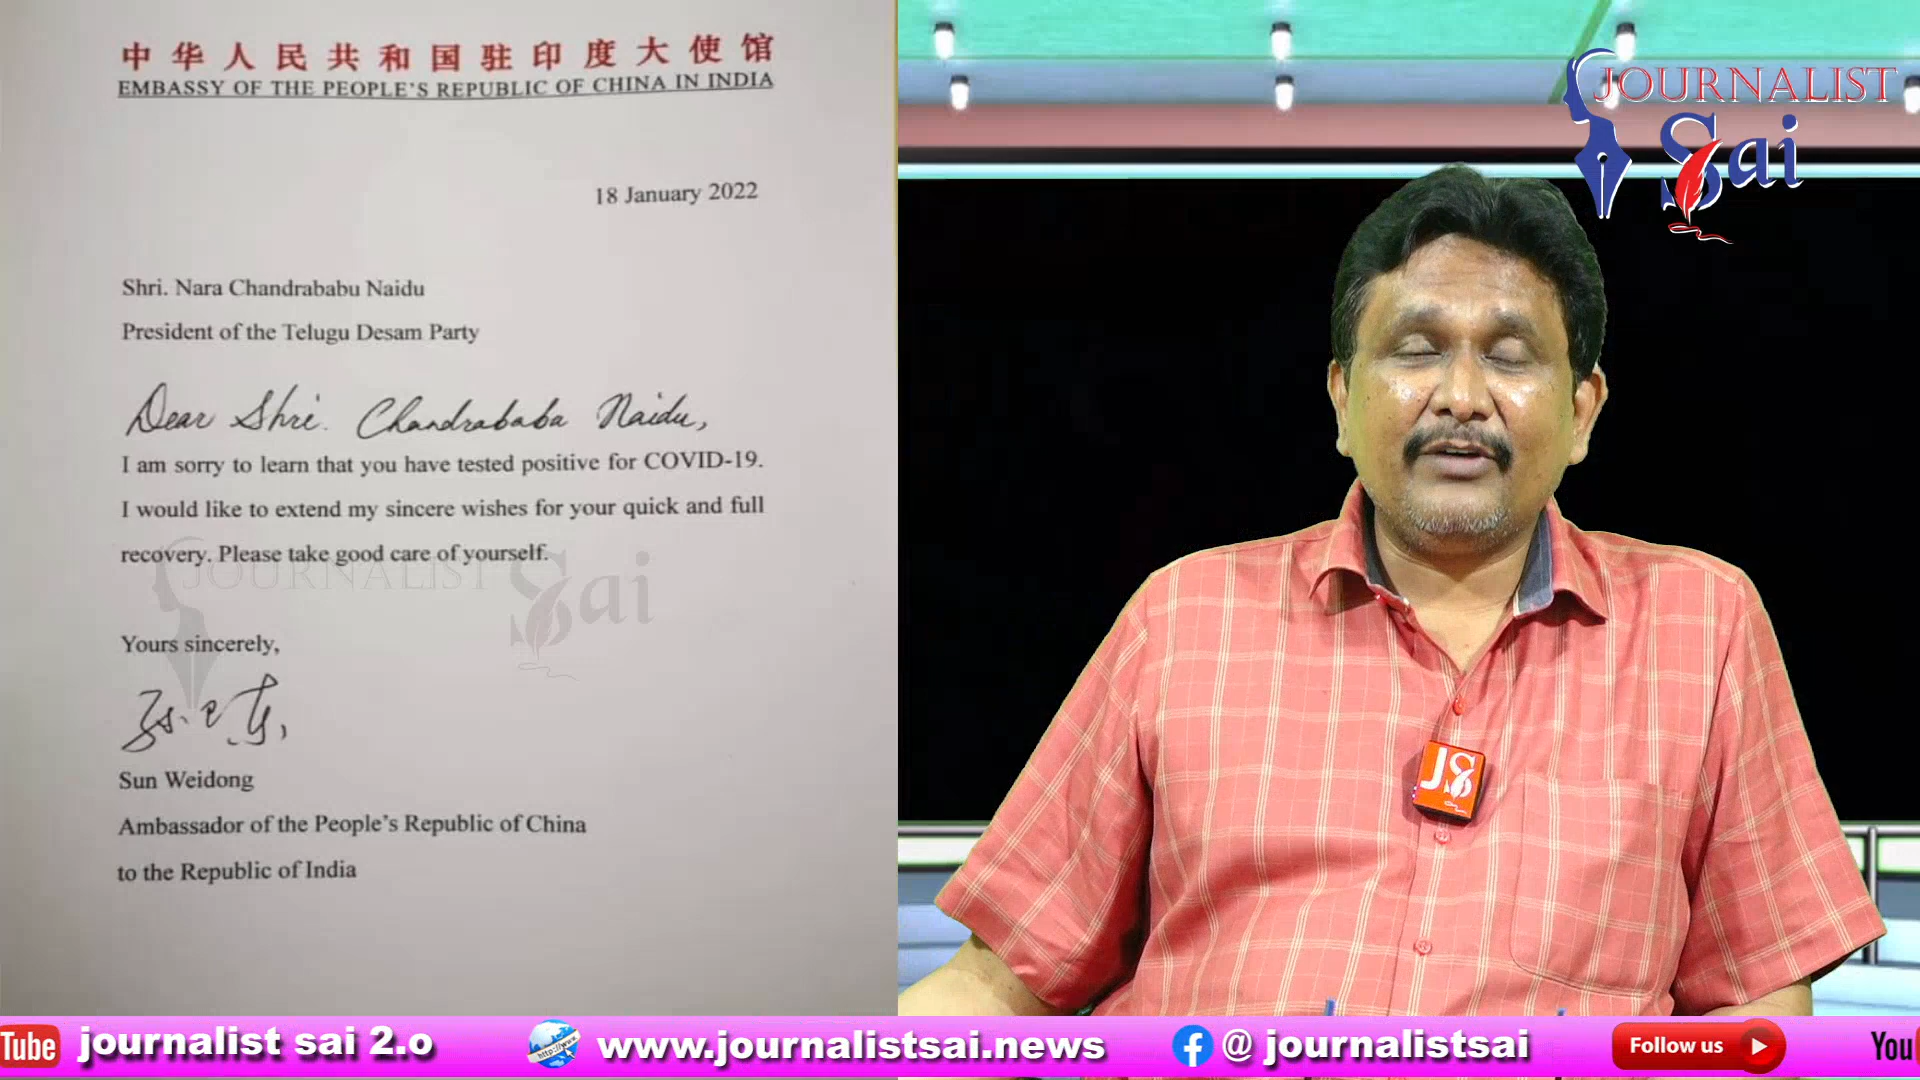 中华人民共和国驻印度大使馆
EMBASSY OF THE PEOPLE'S REPUBLIC OF CHINA IN INDIA
18 January 2022
Shri. Nara Chandrababu Naidu
President of the Telugu Desam Party
Dear Shri. Chandrababa Naidu,
I am sorry to learn that you have tested positive for COVID-19.
I would like to extend my sincere wishes for your quick and full
recovery. Please take good care of yourself.
JOURNALIST Sai
Yours sincerely,
Sun Weidong
Ambassador of the People's Republic of China
to the Republic of India
JOURNALIST
Sai
JS
Tube journalist sai 2.o
http://www
www.journalistsai.news
f @ journalistsai
Follow us
You